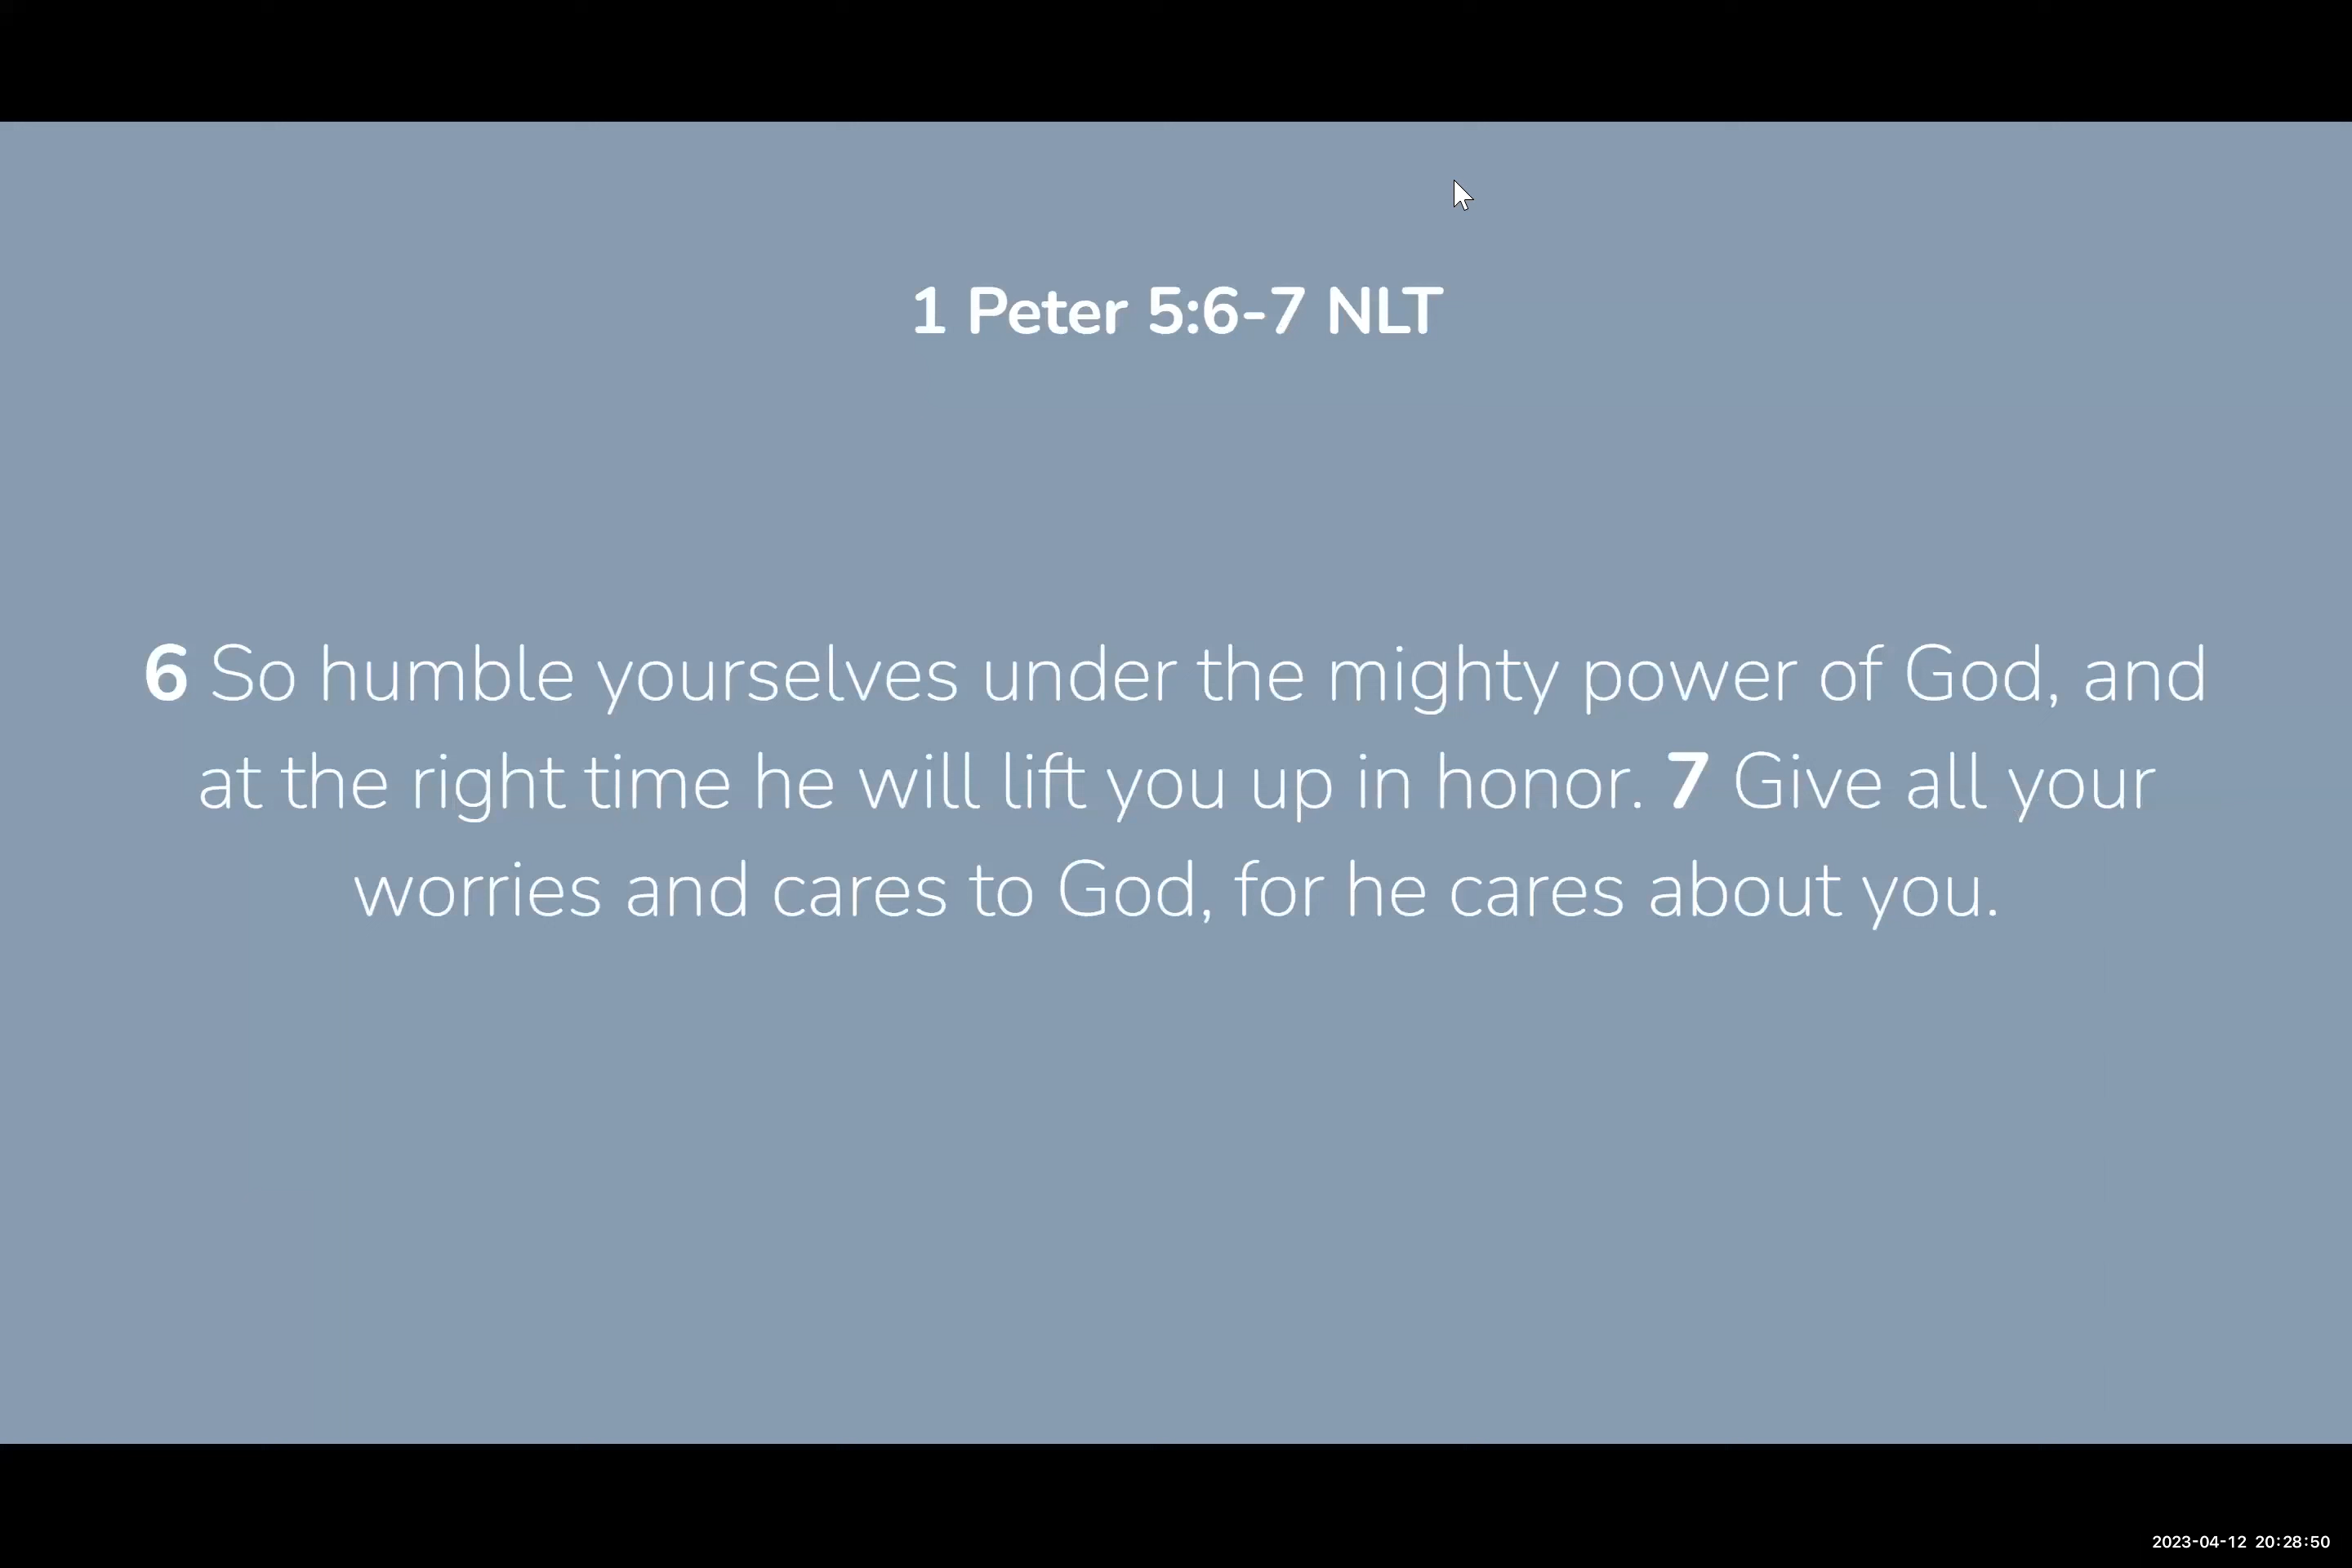 1 Peter 5:6-7 NLT
6 So humble yourselves under the mighty power of God, and
at the right time he will lift you up in honor. 7 Give all your
worries and cares to God, for he cares about you.
2023-04-12 20:28:50